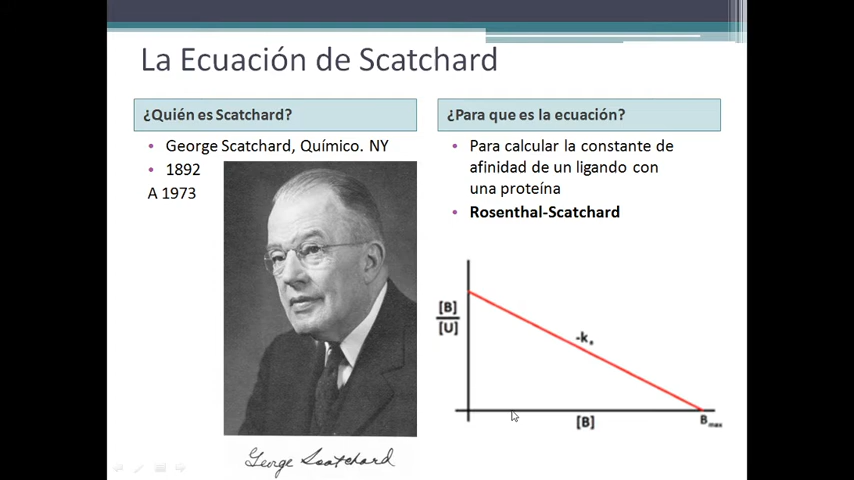 La Ecuación de Scatchard
¿Quién es Scatchard?
• George Scatchard, Químico. NY
• 1892
A 1973
George Scatchard
¿Para que es la ecuación?
• Para calcular la constante de
afinidad de un ligando con
una proteína
• Rosenthal-Scatchard
[B]
[U]
-kₐ
[B]
Bmax